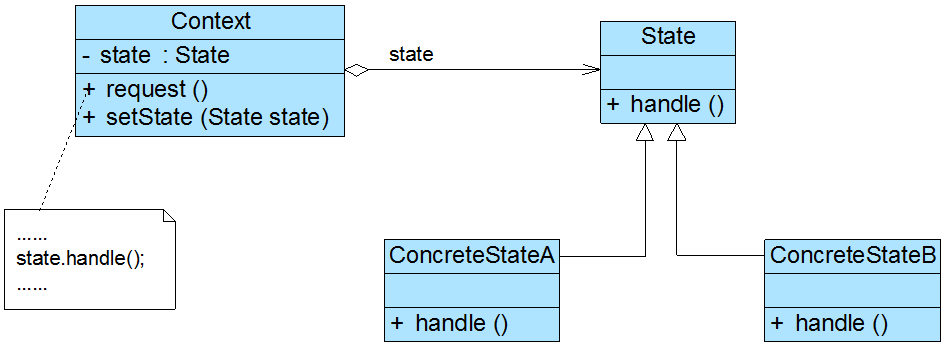 Context
- state : State
+ request ()
+ setState (State state)
state
State
+ handle ()
......
state.handle();
......
ConcreteStateA
+ handle ()
ConcreteStateB
+ handle ()